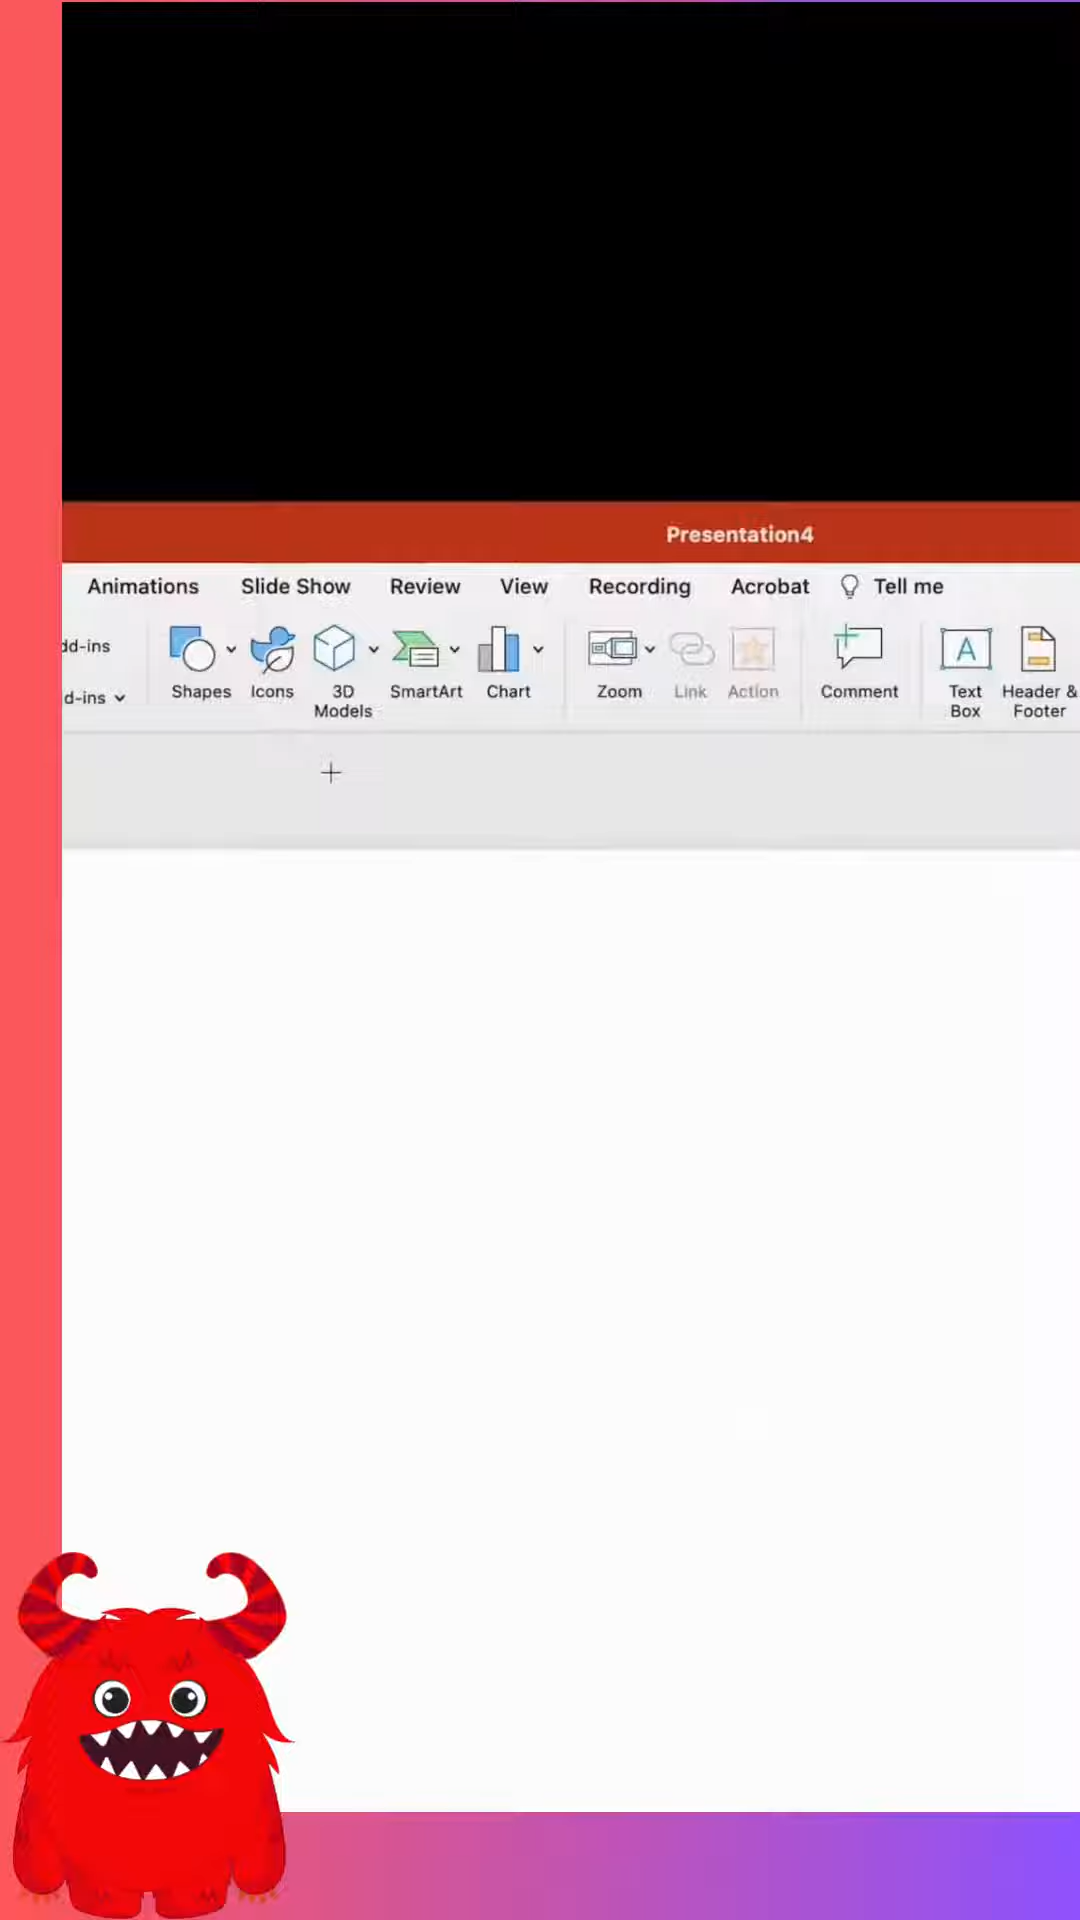 Presentation4
Animations Slide Show Review View Recording Acrobat Tell me
dd-ins
d-ins
Shapes Icons 3D Models SmartArt Chart Zoom Link Action Comment Text Box Header & Footer
A